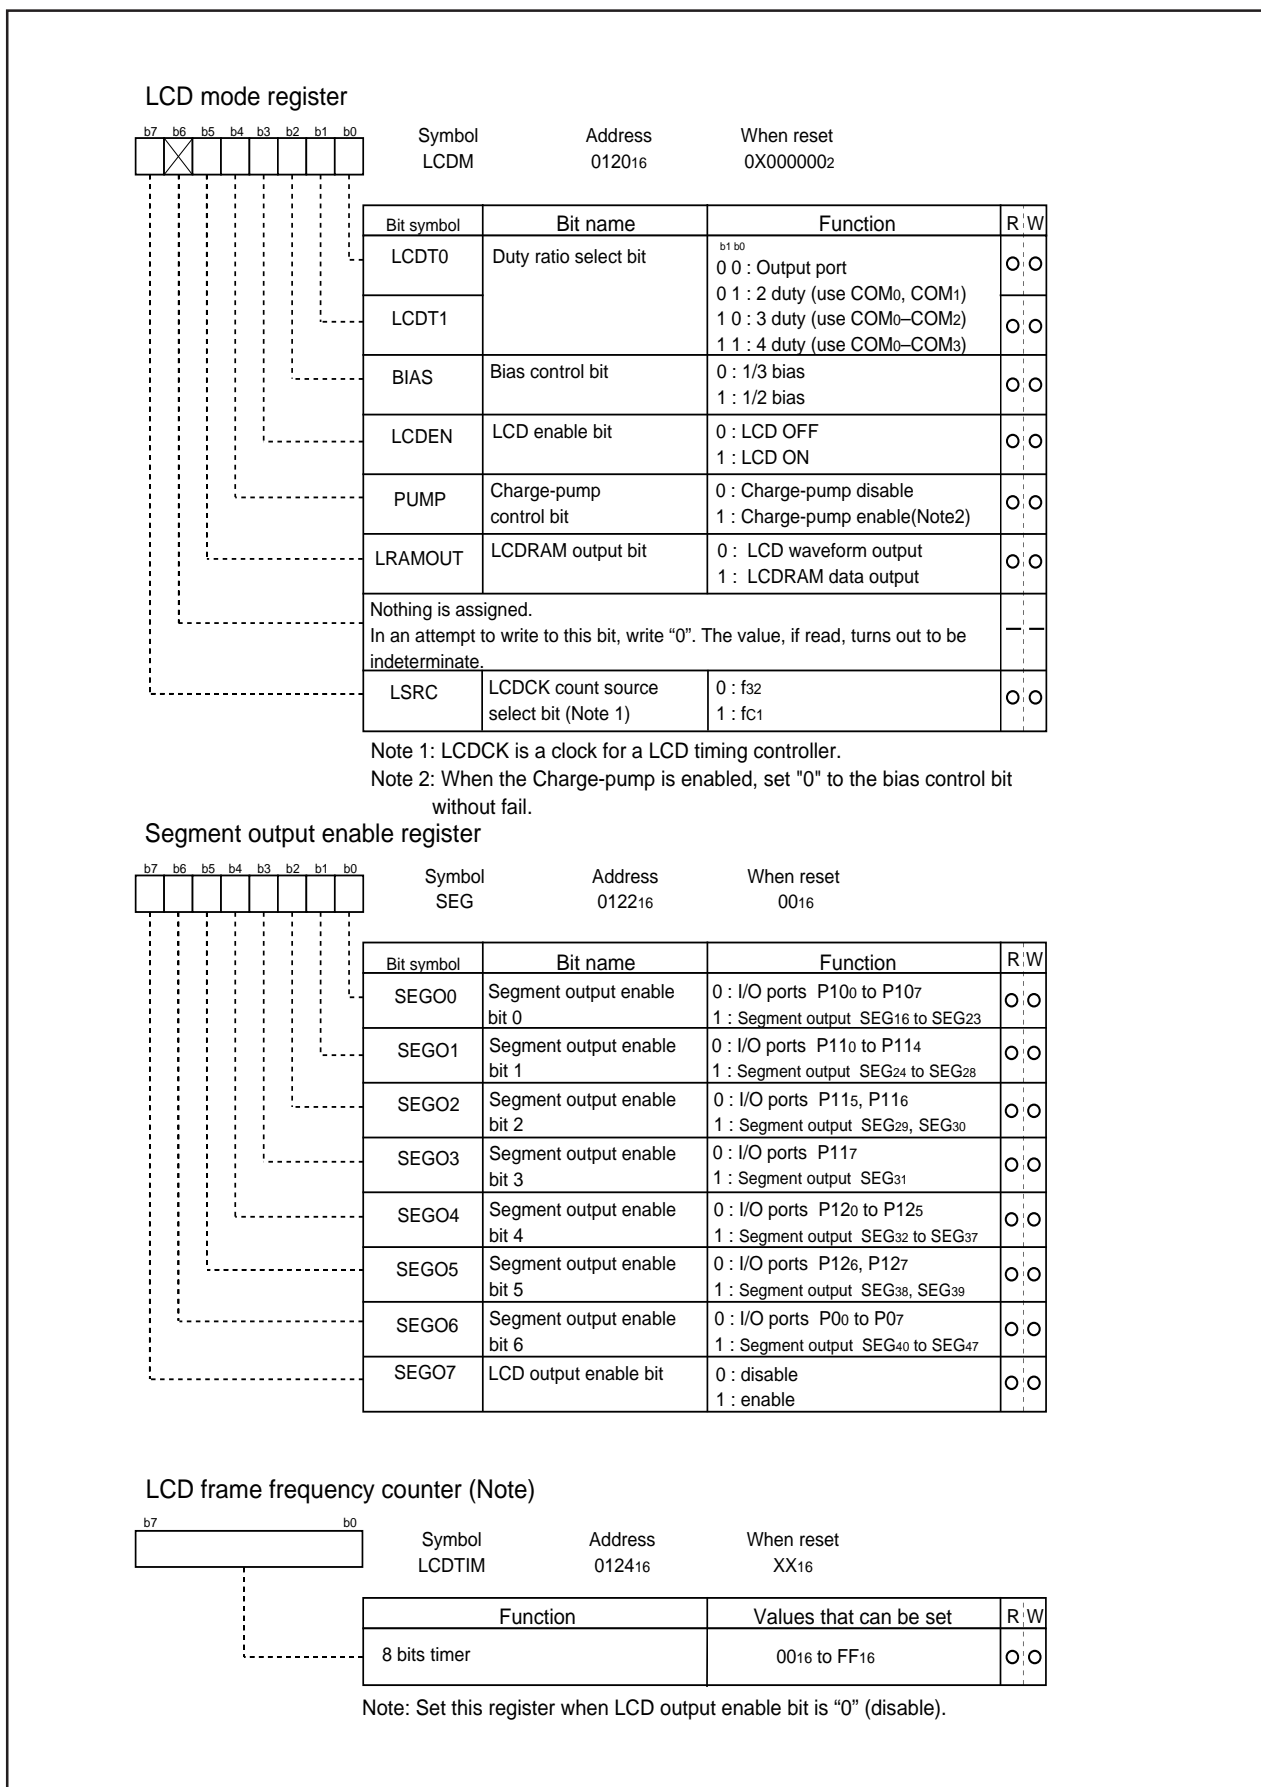 LCD mode register
b7 b6 b5 b4 b3 b2 b1 b0
Symbol Address When reset
LCDM 012016 0X0000002
Bit symbol Bit name Function R W
LCDT0 Duty ratio select bit b1 b0
0 0 : Output port
0 1 : 2 duty (use COM0, COM1)
LCDT1 1 0 : 3 duty (use COM0–COM2)
1 1 : 4 duty (use COM0–COM3)
BIAS Bias control bit 0 : 1/3 bias
1 : 1/2 bias
LCDEN LCD enable bit 0 : LCD OFF
1 : LCD ON
PUMP Charge-pump 0 : Charge-pump disable
control bit 1 : Charge-pump enable(Note2)
LRAMOUT LCDRAM output bit 0 : LCD waveform output
1 : LCDRAM data output
Nothing is assigned.
In an attempt to write to this bit, write “0”. The value, if read, turns out to be
indeterminate.
LSRC LCDCK count source 0 : f32
select bit (Note 1) 1 : fC1
Note 1: LCDCK is a clock for a LCD timing controller.
Note 2: When the Charge-pump is enabled, set "0" to the bias control bit
without fail.
Segment output enable register
b7 b6 b5 b4 b3 b2 b1 b0
Symbol Address When reset
SEG 012216 0016
Bit symbol Bit name Function R W
SEGO0 Segment output enable 0 : I/O ports P100 to P107
bit 0 1 : Segment output SEG16 to SEG23
SEGO1 Segment output enable 0 : I/O ports P110 to P114
bit 1 1 : Segment output SEG24 to SEG28
SEGO2 Segment output enable 0 : I/O ports P115, P116
bit 2 1 : Segment output SEG29, SEG30
SEGO3 Segment output enable 0 : I/O ports P117
bit 3 1 : Segment output SEG31
SEGO4 Segment output enable 0 : I/O ports P120 to P125
bit 4 1 : Segment output SEG32 to SEG37
SEGO5 Segment output enable 0 : I/O ports P126, P127
bit 5 1 : Segment output SEG38, SEG39
SEGO6 Segment output enable 0 : I/O ports P00 to P07
bit 6 1 : Segment output SEG40 to SEG47
SEGO7 LCD output enable bit 0 : disable
1 : enable
LCD frame frequency counter (Note)
b7 b0
Symbol Address When reset
LCDTIM 012416 XX16
Function Values that can be set R W
8 bits timer 0016 to FF16
Note: Set this register when LCD output enable bit is “0” (disable).